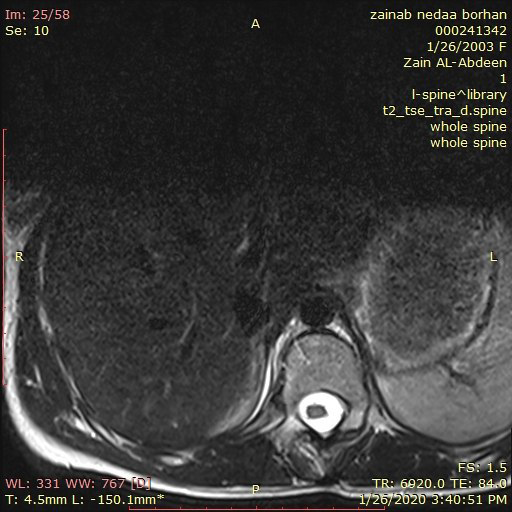 Im: 25/58
Se: 10
A
zainab nedaa borhan
000241342
1/26/2003 F
Zain AL-Abdeen
1
l-spine^library
t2_tse_tra_d.spine
whole spine
whole spine
R
L
WL: 331 WW: 767 [D]
T: 4.5mm L: -150.1mm*
P
FS: 1.5
TR: 6920.0 TE: 84.0
1/26/2020 3:40:51 PM